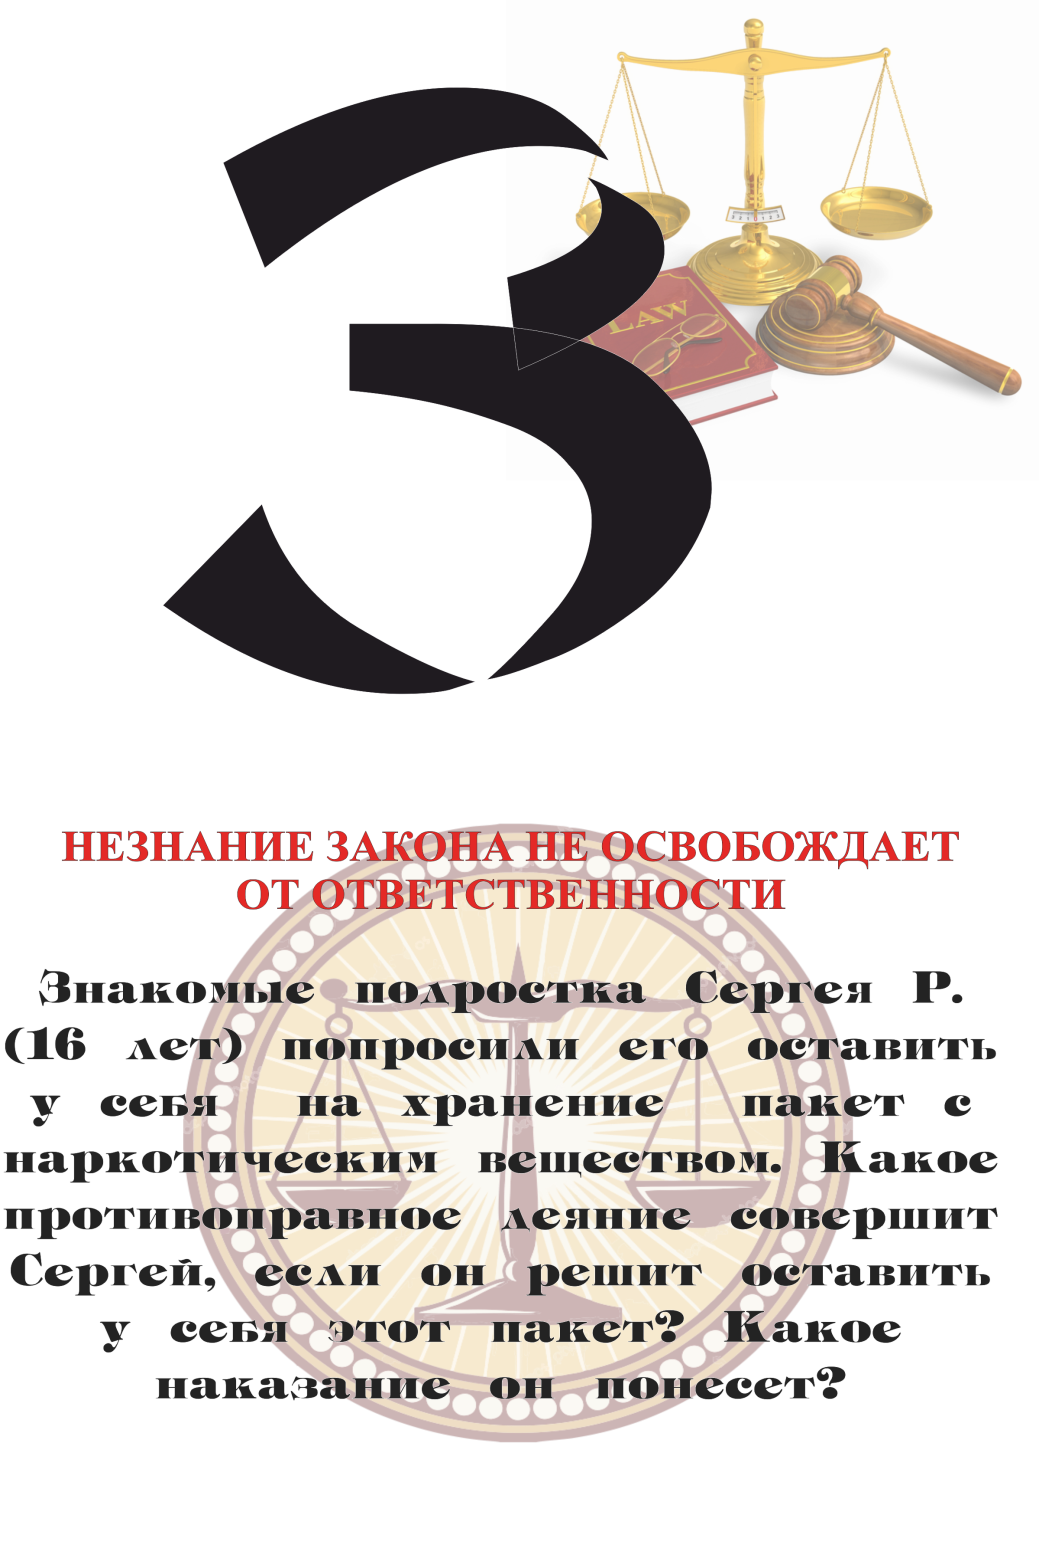 3
LAW
НЕЗНАНИЕ ЗАКОНА НЕ ОСВОБОЖДАЕТ
ОТ ОТВЕТСТВЕННОСТИ
Знакомые подростка Сергея Р.
(16 лет) попросили его оставить
у себя на хранение пакет с
наркотическим веществом. Какое
противоправное деяние совершит
Сергей, если он решит оставить
у себя этот пакет? Какое
наказание он понесет?